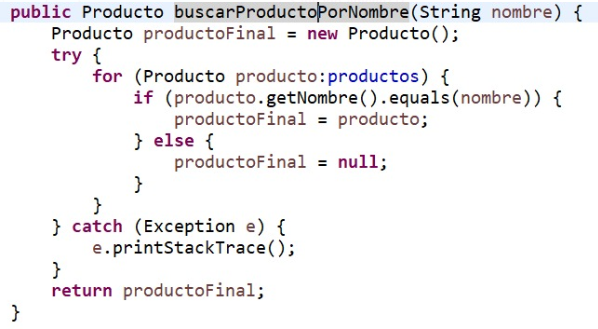 public Producto buscarProductoPorNombre(String nombre) {
    Producto productoFinal = new Producto();
    try {
        for (Producto producto:productos) {
            if (producto.getNombre().equals(nombre)) {
                productoFinal = producto;
            } else {
                productoFinal = null;
            }
        }
    } catch (Exception e) {
        e.printStackTrace();
    }
    return productoFinal;
}